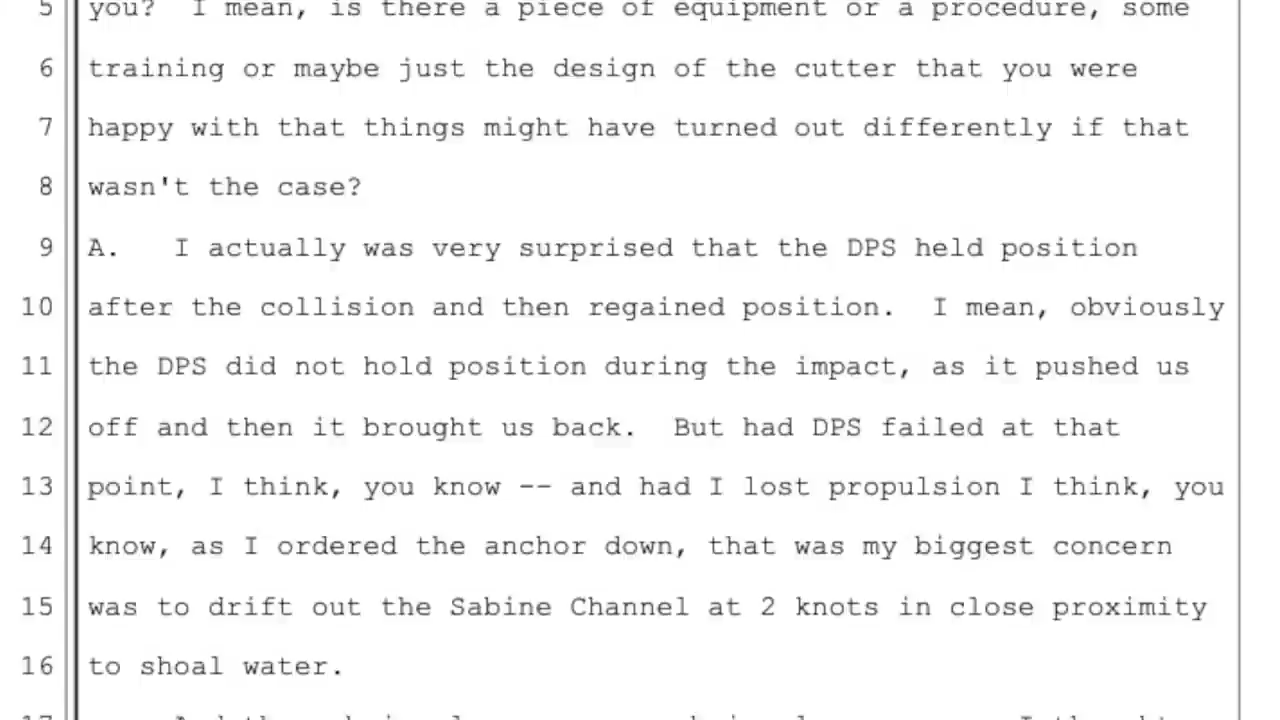 5 you? I mean, is there a piece of equipment or a procedure, some
6 training or maybe just the design of the cutter that you were
7 happy with that things might have turned out differently if that
8 wasn't the case?
9 A. I actually was very surprised that the DPS held position
10 after the collision and then regained position. I mean, obviously
11 the DPS did not hold position during the impact, as it pushed us
12 off and then it brought us back. But had DPS failed at that
13 point, I think, you know -- and had I lost propulsion I think, you
14 know, as I ordered the anchor down, that was my biggest concern
15 was to drift out the Sabine Channel at 2 knots in close proximity
16 to shoal water.